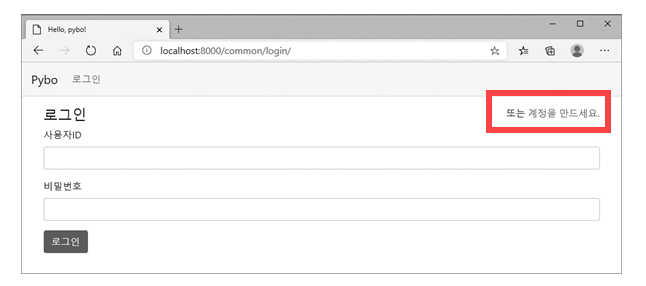 Hello, pybo!
localhost:8000/common/login/
Pybo 로그인
로그인
또는 계정을 만드세요.
사용자ID
비밀번호
로그인